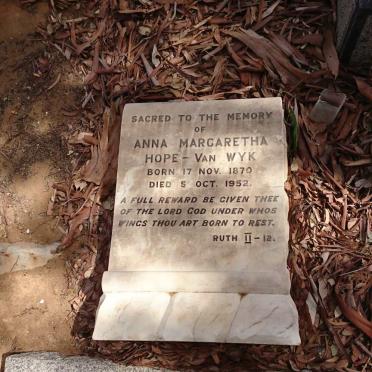 SACRED TO THE MEMORY
OF
ANNA MARGARETHA
HOPE-VAN WYK
BORN 17 NOV. 1870
DIED 5 OCT. 1952.
A FULL REWARD BE GIVEN THEE
OF THE LORD GOD UNDER WHOS
WINGS THOU ART BORN TO REST.
RUTH II-12.